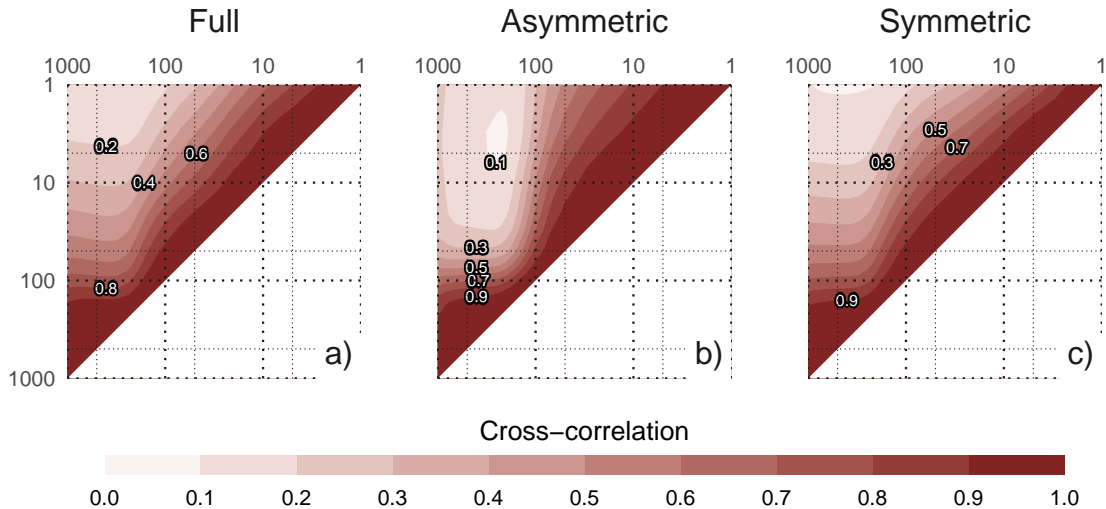 Full Asymmetric Symmetric
1000 100 10 1 1000 100 10 1 1000 100 10 1
1
0.5
0.2 0.6 0.1 0.3 0.7
0.4
10
0.3
0.5
0.7
100
0.8 0.9 0.9
a) b) c)
1000
Cross−correlation
0.0 0.1 0.2 0.3 0.4 0.5 0.6 0.7 0.8 0.9 1.0